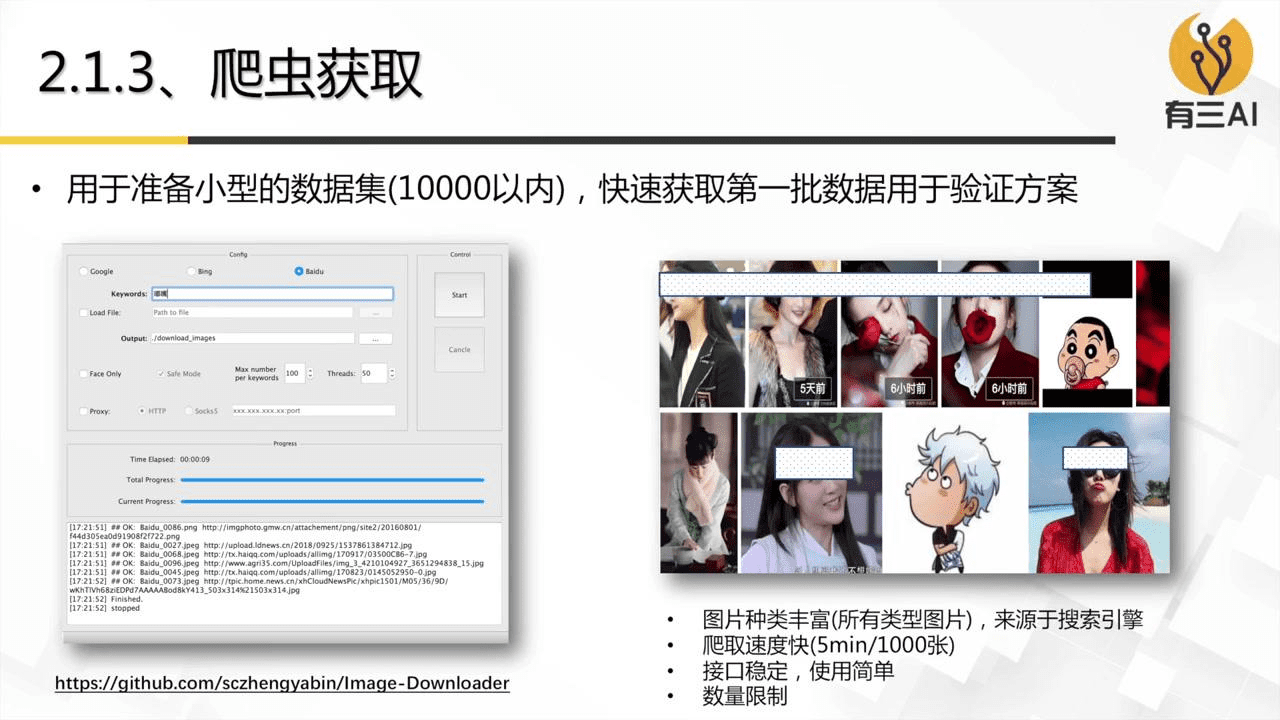 2.1.3、爬虫获取
有三AI
• 用于准备小型的数据集(10000以内)，快速获取第一批数据用于验证方案
Config
Control
Google
Bing
Baidu
Keywords: 嘟嘴
Start
Load File:
Path to file
...
Output:
./download_images
...
Cancle
Face Only
Safe Mode
Max number
per keywords
100
Threads:
50
Proxy:
HTTP
Socks5
xxx.xxx.xxx.xx:port
Progress
Time Elapsed: 00:00:09
Total Progress:
Current Progress:
[17:21:51] ## OK: Baidu_0086.png http://imgphoto.gmw.cn/attachement/png/site2/20160801/
f44d305ea0d91908f2f722.png
[17:21:51] ## OK: Baidu_0027.jpeg http://upload.ldnews.cn/2018/0925/1537861384712.jpg
[17:21:51] ## OK: Baidu_0068.jpeg http://tx.haiqq.com/uploads/allimg/170917/03500C86-7.jpg
[17:21:51] ## OK: Baidu_0096.jpeg http://www.agri35.com/UploadFiles/img_3_4210104927_3651294838_15.jpg
[17:21:51] ## OK: Baidu_0045.jpeg http://tx.haiqq.com/uploads/allimg/170823/0145052950-0.jpg
[17:21:52] ## OK: Baidu_0073.jpeg http://tpic.home.news.cn/xhCloudNewsPic/xhpic1501/M05/36/9D/
wKhTlVh68ziEDPd7AAAAABod8kY413_503x314%21503x314.jpg
[17:21:52] Finished.
[17:21:52] stopped
https://github.com/sczhengyabin/Image-Downloader
5天前
6小时前
6小时前
• 图片种类丰富(所有类型图片)，来源于搜索引擎
• 爬取速度快(5min/1000张)
• 接口稳定，使用简单
• 数量限制